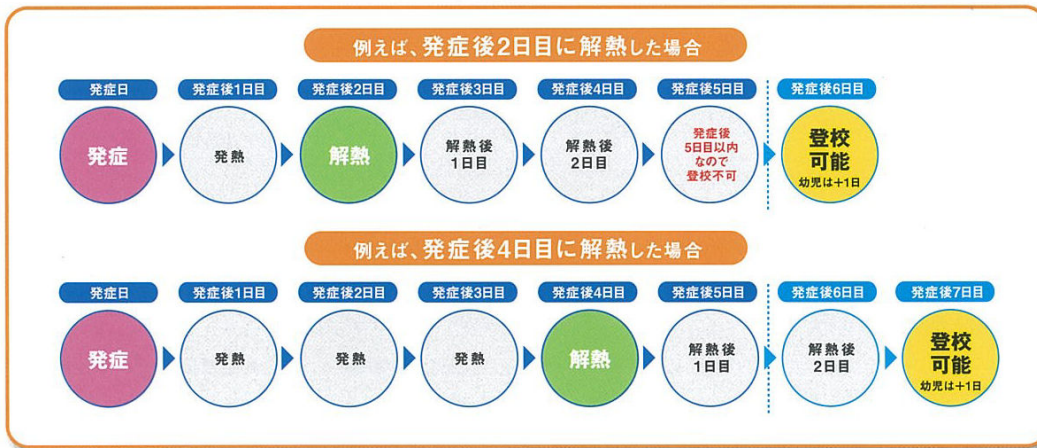 例えば、発症後2日目に解熱した場合
発症日
発症後1日目
発症後2日目
発症後3日目
発症後4日目
発症後5日目
発症後6日目
発症
発熱
解熱
解熱後
1日目
解熱後
2日目
発症後
5日目以内
なので
登校不可
登校
可能
幼児は+1日
例えば、発症後4日目に解熱した場合
発症日
発症後1日目
発症後2日目
発症後3日目
発症後4日目
発症後5日目
発症後6日目
発症後7日目
発症
発熱
発熱
発熱
解熱
解熱後
1日目
解熱後
2日目
登校
可能
幼児は+1日